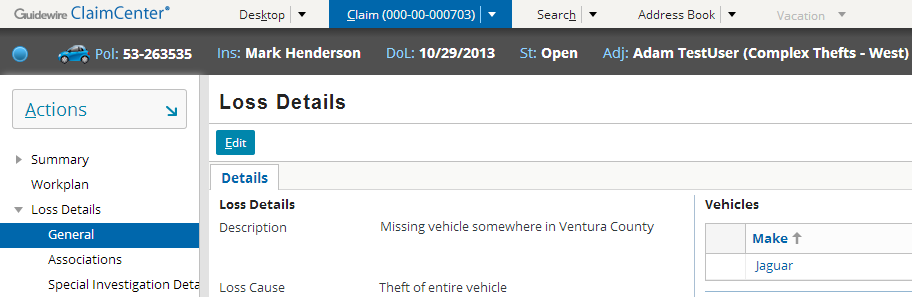 Guidewire ClaimCenter® Desktop Claim (000-00-000703) Search Address Book Vacation
Pol: 53-263535 Ins: Mark Henderson DoL: 10/29/2013 St: Open Adj: Adam TestUser (Complex Thefts - West)
Actions
Summary
Workplan
Loss Details
General
Associations
Special Investigation Deta
Loss Details
Edit
Details
Loss Details
Description Missing vehicle somewhere in Ventura County
Loss Cause Theft of entire vehicle
Vehicles
Make
Jaguar